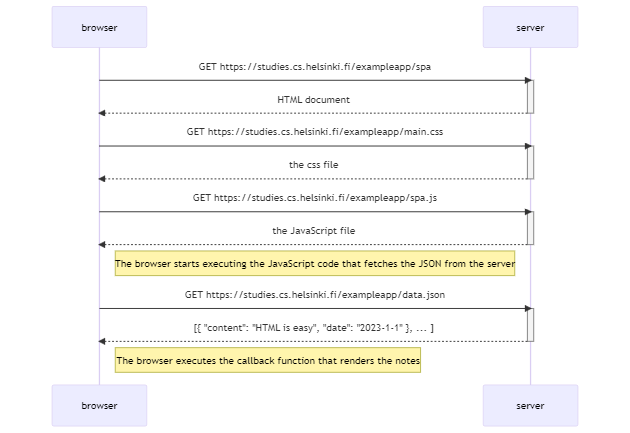 browser
server
GET https://studies.cs.helsinki.fi/exampleapp/spa
HTML document
GET https://studies.cs.helsinki.fi/exampleapp/main.css
the css file
GET https://studies.cs.helsinki.fi/exampleapp/spa.js
the JavaScript file
The browser starts executing the JavaScript code that fetches the JSON from the server
GET https://studies.cs.helsinki.fi/exampleapp/data.json
[{ "content": "HTML is easy", "date": "2023-1-1" }, ... ]
The browser executes the callback function that renders the notes
browser
server